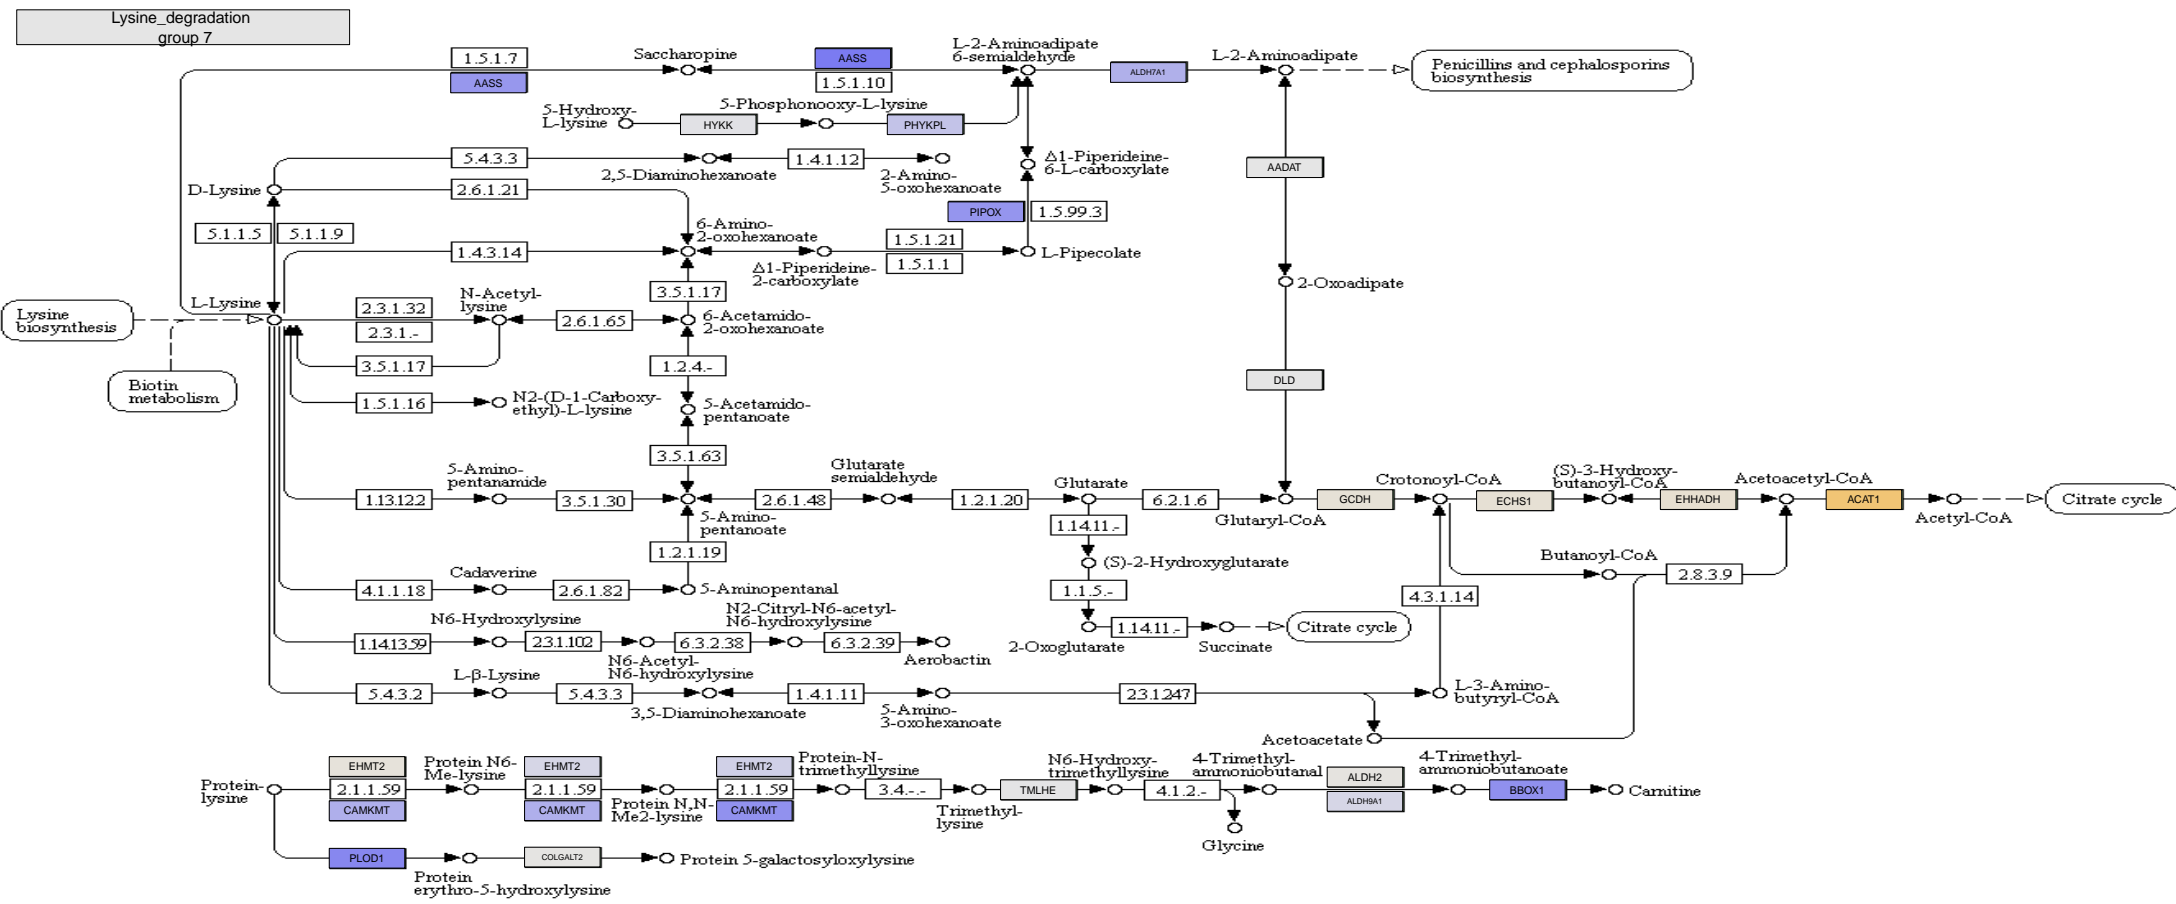 Lysine_degradation
group 7
1.5.1.7
AASS
Saccharopine
AASS
1.5.1.10
L-2-Aminoadipate
6-semialdehyde
ALDH7A1
L-2-Aminoadipate
Penicillins and cephalosporins
biosynthesis
5-Hydroxy-
L-lysine
HYKK
5-Phosphonooxy-L-lysine
PHYKPL
5.4.3.3
2,5-Diaminohexanoate
1.4.1.12
2-Amino-
5-oxohexanoate
Δ1-Piperideine-
6-L-carboxylate
AADAT
D-Lysine
2.6.1.21
PIPOX
1.5.99.3
5.1.1.5
5.1.1.9
1.4.3.14
6-Amino-
2-oxohexanoate
Δ1-Piperideine-
2-carboxylate
1.5.1.21
1.5.1.1
L-Pipecolate
2-Oxoadipate
Lysine
biosynthesis
L-Lysine
2.3.1.32
2.3.1.-
N-Acetyl-
lysine
2.6.1.65
3.5.1.17
6-Acetamido-
2-oxohexanoate
3.5.1.17
1.2.4.-
Biotin
metabolism
1.5.1.16
N2-(D-1-Carboxy-
ethyl)-L-lysine
5-Acetamido-
pentanoate
DLD
3.5.1.63
1.13.12.2
5-Amino-
pentanamide
3.5.1.30
5-Amino-
pentanoate
2.6.1.48
Glutarate
semialdehyde
1.2.1.20
Glutarate
6.2.1.6
Glutaryl-CoA
GCDH
Crotonoyl-CoA
ECHS1
(S)-3-Hydroxy-
butanoyl-CoA
EHHADH
Acetoacetyl-CoA
ACAT1
Acetyl-CoA
Citrate cycle
1.14.11.-
1.2.1.19
(S)-2-Hydroxyglutarate
Butanoyl-CoA
2.8.3.9
4.1.1.18
Cadaverine
2.6.1.82
5-Aminopentanal
1.1.5.-
4.3.1.14
1.14.13.59
N6-Hydroxylysine
2.3.1.102
N6-Acetyl-
N6-hydroxylysine
6.3.2.38
N2-Citryl-N6-acetyl-
N6-hydroxylysine
6.3.2.39
Aerobactin
2-Oxoglutarate
1.14.11.-
Succinate
Citrate cycle
5.4.3.2
L-β-Lysine
5.4.3.3
3,5-Diaminohexanoate
1.4.1.11
5-Amino-
3-oxohexanoate
2.3.1.247
L-3-Amino-
butyryl-CoA
Acetoacetate
Protein-
lysine
EHMT2
2.1.1.59
CAMKMT
Protein N6-
Me-lysine
EHMT2
2.1.1.59
CAMKMT
Protein N,N-
Me2-lysine
EHMT2
2.1.1.59
CAMKMT
Protein-N-
trimethyllysine
3.4.-.-
Trimethyl-
lysine
TMLHE
N6-Hydroxy-
trimethyllysine
4.1.2.-
Glycine
4-Trimethyl-
ammoniobutanal
ALDH2
ALDH9A1
4-Trimethyl-
ammoniobutanoate
BBOX1
Carnitine
PLOD1
Protein
erythro-5-hydroxylysine
COLGALT2
Protein 5-galactosyloxylysine